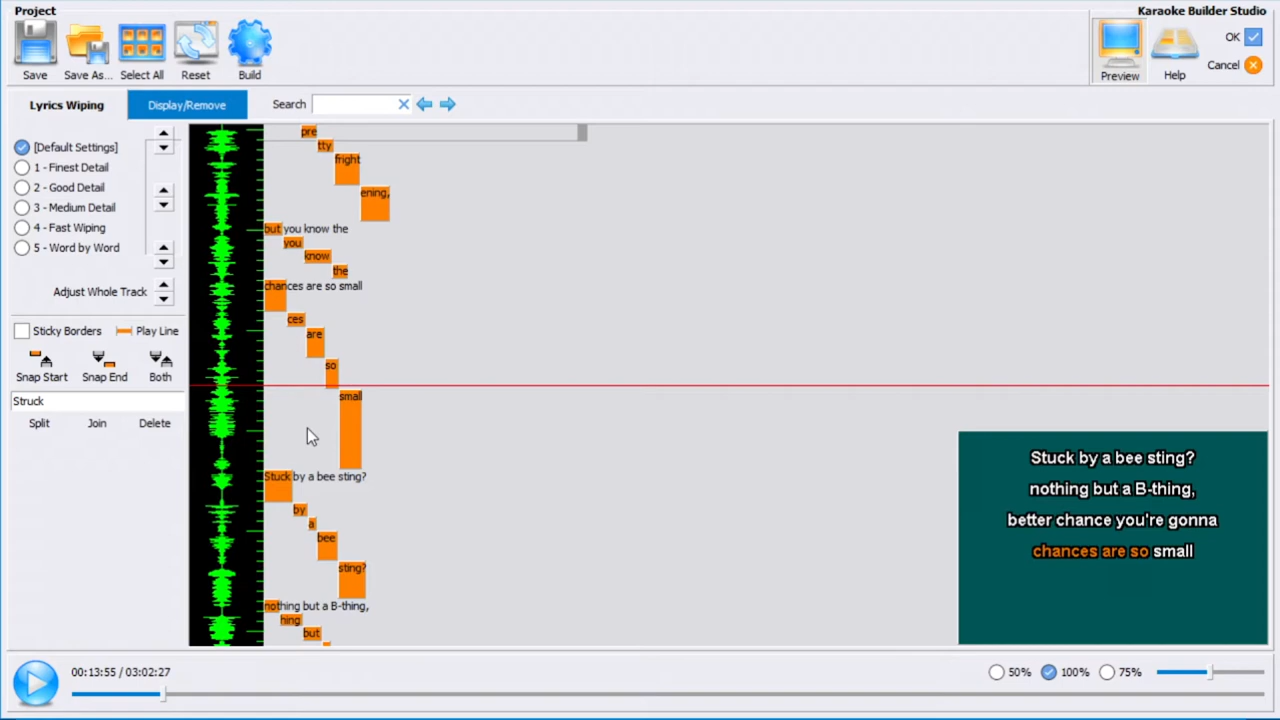 Project
Karaoke Builder Studio
Save
Save As...
Select All
Reset
Build
Preview
Help
OK
Cancel
Lyrics Wiping
Display/Remove
Search
[Default Settings]
1 - Finest Detail
2 - Good Detail
3 - Medium Detail
4 - Fast Wiping
5 - Word by Word
Adjust Whole Track
Sticky Borders
Play Line
Snap Start
Snap End
Both
Struck
Split
Join
Delete
pre
tty
fright
ening,
but you know the
you
know
the
chances are so small
ces
are
so
small
Stuck by a bee sting?
by
a
bee
sting?
nothing but a B-thing,
hing
but
Stuck by a bee sting?
nothing but a B-thing,
better chance you're gonna
chances are so small
00:13:55 / 03:02:27
50%
100%
75%